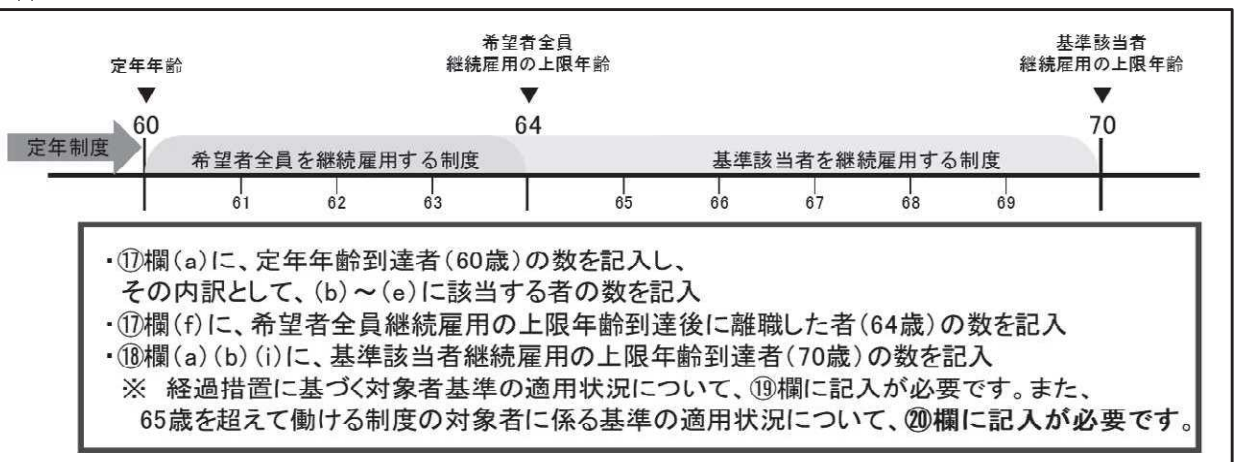 定年年齢
希望者全員
継続雇用の上限年齢
基準該当者
継続雇用の上限年齢
▼ ▼ ▼
60 64 70
定年制度
希望者全員を継続雇用する制度 基準該当者を継続雇用する制度
61 62 63 65 66 67 68 69
・⑰欄(a)に、定年年齢到達者(60歳)の数を記入し、
その内訳として、(b)~(e)に該当する者の数を記入
・⑰欄(f)に、希望者全員継続雇用の上限年齢到達後に離職した者(64歳)の数を記入
・⑱欄(a)(b)(i)に、基準該当者継続雇用の上限年齢到達者(70歳)の数を記入
※ 経過措置に基づく対象者基準の適用状況について、⑲欄に記入が必要です。また、
65歳を超えて働ける制度の対象者に係る基準の適用状況について、⑳欄に記入が必要です。